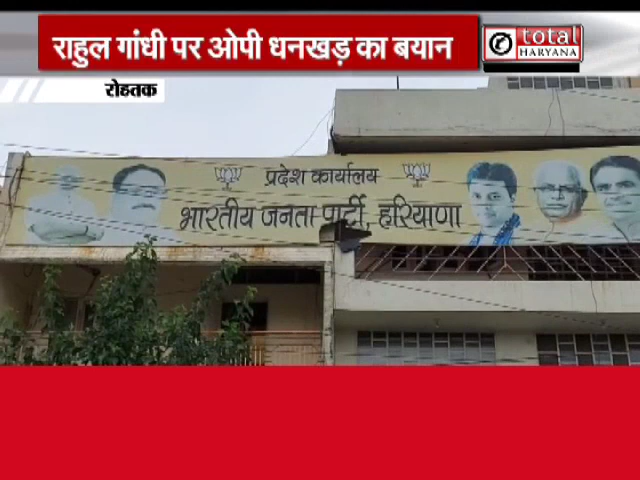 राहुल गांधी पर ओपी धनखड़ का बयान
total
HARYANA
रोहतक
प्रदेश कार्यालय
भारतीय जनता पार्टी, हरियाणा